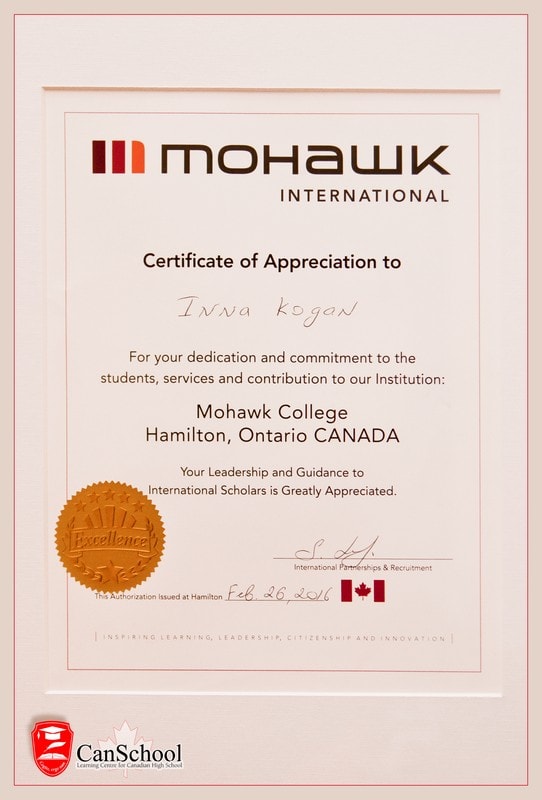 mohawk
INTERNATIONAL
Certificate of Appreciation to
Inna Kogan
For your dedication and commitment to the
students, services and contribution to our Institution:
Mohawk College
Hamilton, Ontario CANADA
Your Leadership and Guidance to
International Scholars is Greatly Appreciated.
Excellence
International Partnerships & Recruitment
This Authorization Issued at Hamilton Feb. 26, 2016
[ INSPIRING LEARNING, LEADERSHIP, CITIZENSHIP AND INNOVATION ]
CanSchool
Learning Centre for Canadian High School